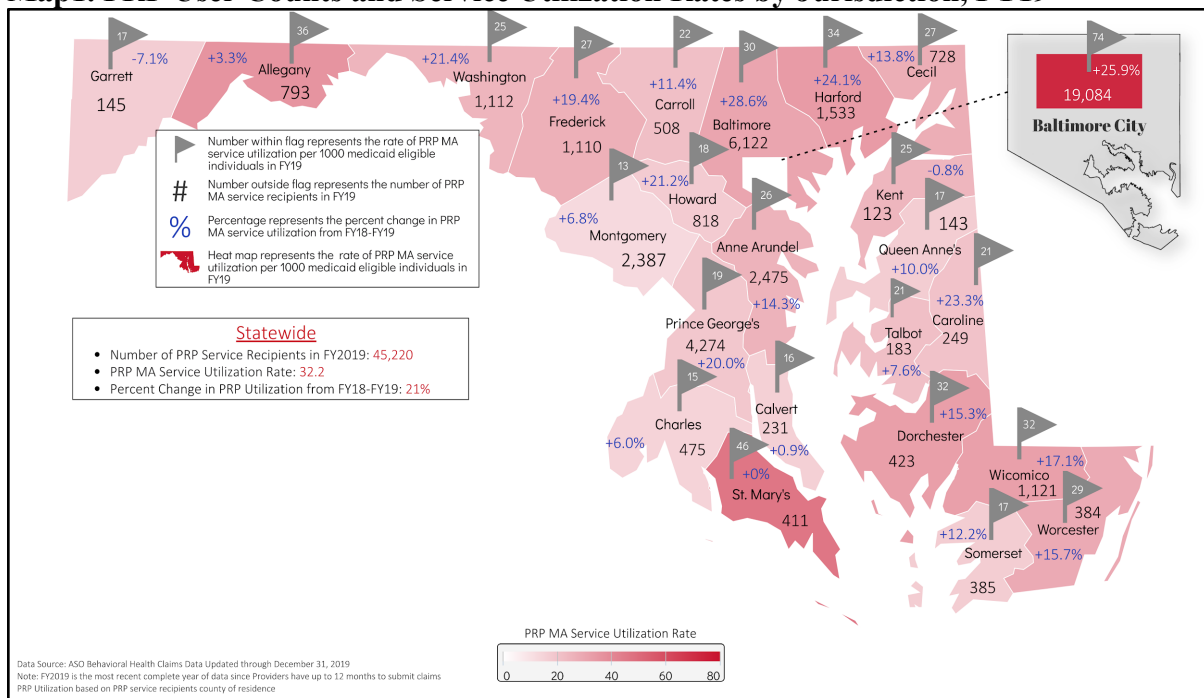 Map1: PRP User Counts and Service Utilization Rates by Jurisdiction, FY19
17
-7.1%
Garrett
145
36
+3.3%
Allegany
793
25
+21.4%
Washington
1,112
27
+19.4%
Frederick
1,110
22
+11.4%
Carroll
508
30
+28.6%
Baltimore
6,122
34
+24.1%
Harford
1,533
27
+13.8%
728
Cecil
74
+25.9%
19,084
Baltimore City
Number within flag represents the rate of PRP MA
service utilization per 1000 medicaid eligible
individuals in FY19
#
Number outside flag represents the number of PRP
MA service recipients in FY19
%
Percentage represents the percent change in PRP
MA service utilization from FY18-FY19
Heat map represents the rate of PRP MA service
utilization per 1000 medicaid eligible individuals in
FY19
13
+6.8%
Montgomery
2,387
18
+21.2%
Howard
818
26
Anne Arundel
2,475
+14.3%
25
-0.8%
Kent
123
17
143
Queen Anne's
+10.0%
21
+23.3%
Caroline
249
21
Talbot
183
+7.6%
19
Prince George's
4,274
+20.0%
16
Calvert
231
+0.9%
15
Charles
+6.0%
475
46
+0%
St. Mary's
411
32
+15.3%
Dorchester
423
32
+17.1%
Wicomico
1,121
29
384
Worcester
+15.7%
17
+12.2%
Somerset
385
Statewide
• Number of PRP Service Recipients in FY2019: 45,220
• PRP MA Service Utilization Rate: 32.2
• Percent Change in PRP Utilization from FY18-FY19: 21%
PRP MA Service Utilization Rate
0 20 40 60 80
Data Source: ASO Behavioral Health Claims Data Updated through December 31, 2019
Note: FY2019 is the most recent complete year of data since Providers have up to 12 months to submit claims
PRP Utilization based on PRP service recipients county of residence